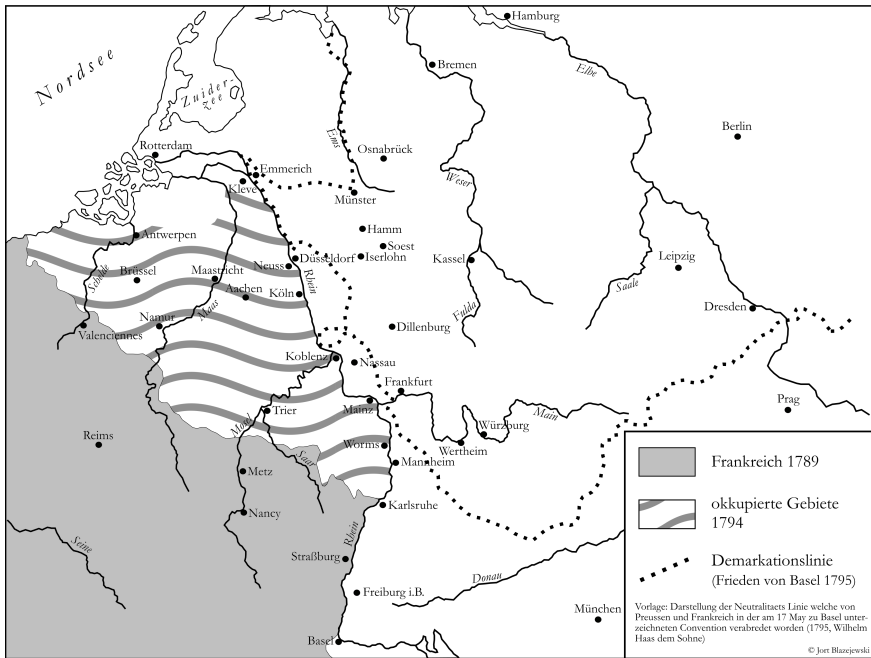 Nordsee
Zuider-
zee
Hamburg
Elbe
Bremen
Berlin
Ems
Osnabrück
Weser
Rotterdam
Emmerich
Kleve
Münster
Hamm
Antwerpen
Soest
Düsseldorf
Iserlohn
Kassel
Leipzig
Schelde
Brüssel
Maastricht
Neuss
Rhein
Aachen
Köln
Saale
Maas
Fulda
Dresden
Namur
Valenciennes
Dillenburg
Koblenz
Nassau
Frankfurt
Trier
Mainz
Main
Prag
Mosel
Würzburg
Reims
Worms
Wertheim
Saar
Mannheim
Metz
Karlsruhe
Nancy
Rhein
Seine
Straßburg
Donau
Freiburg i.B.
München
Basel
Frankreich 1789
okkupierte Gebiete
1794
Demarkationslinie
(Frieden von Basel 1795)
Vorlage: Darstellung der Neutralitaets Linie welche von
Preussen und Frankreich in der am 17 May zu Basel unter-
zeichneten Convention verabredet worden (1795, Wilhelm
Haas dem Sohne)
© Jort Blazejewski